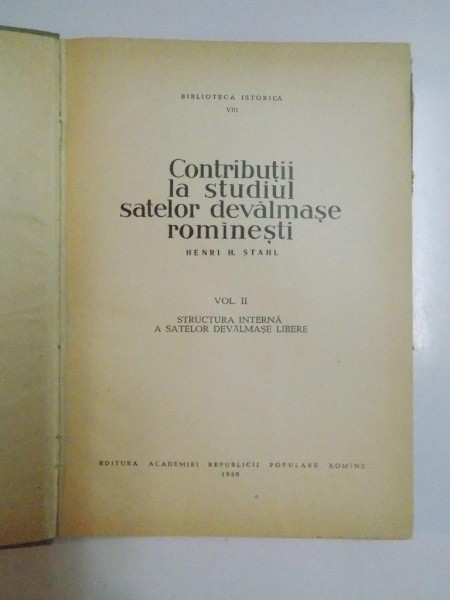 BIBLIOTECA ISTORICĂ
VIII
Contribuții
la studiul
satelor devălmașe
romînești
HENRI H. STAHL
VOL. II
STRUCTURA INTERNĂ
A SATELOR DEVĂLMAȘE LIBERE
EDITURA ACADEMIEI REPUBLICII POPULARE ROMÎNE
1959